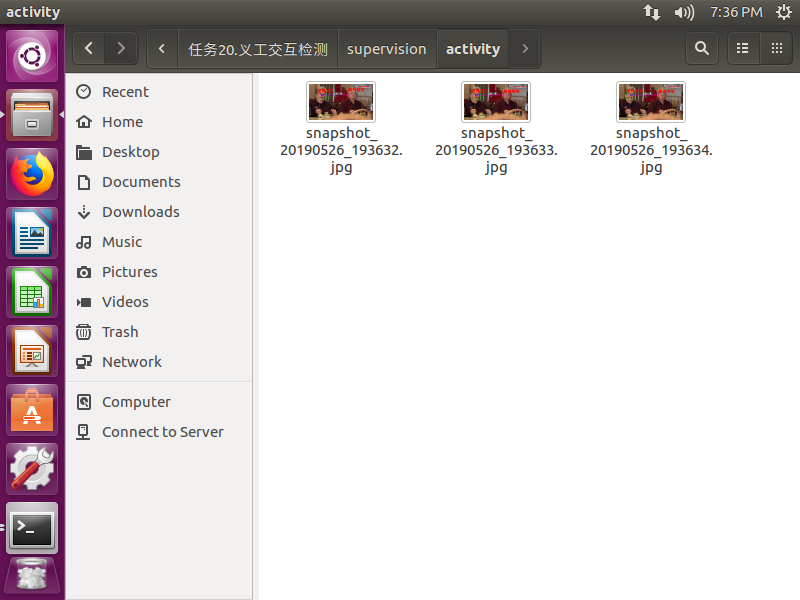 activity
7:36 PM
任务20.义工交互检测
supervision
activity
Recent
Home
Desktop
Documents
Downloads
Music
Pictures
Videos
Trash
Network
Computer
Connect to Server
snapshot_
20190526_193632.
jpg
snapshot_
20190526_193633.
jpg
snapshot_
20190526_193634.
jpg